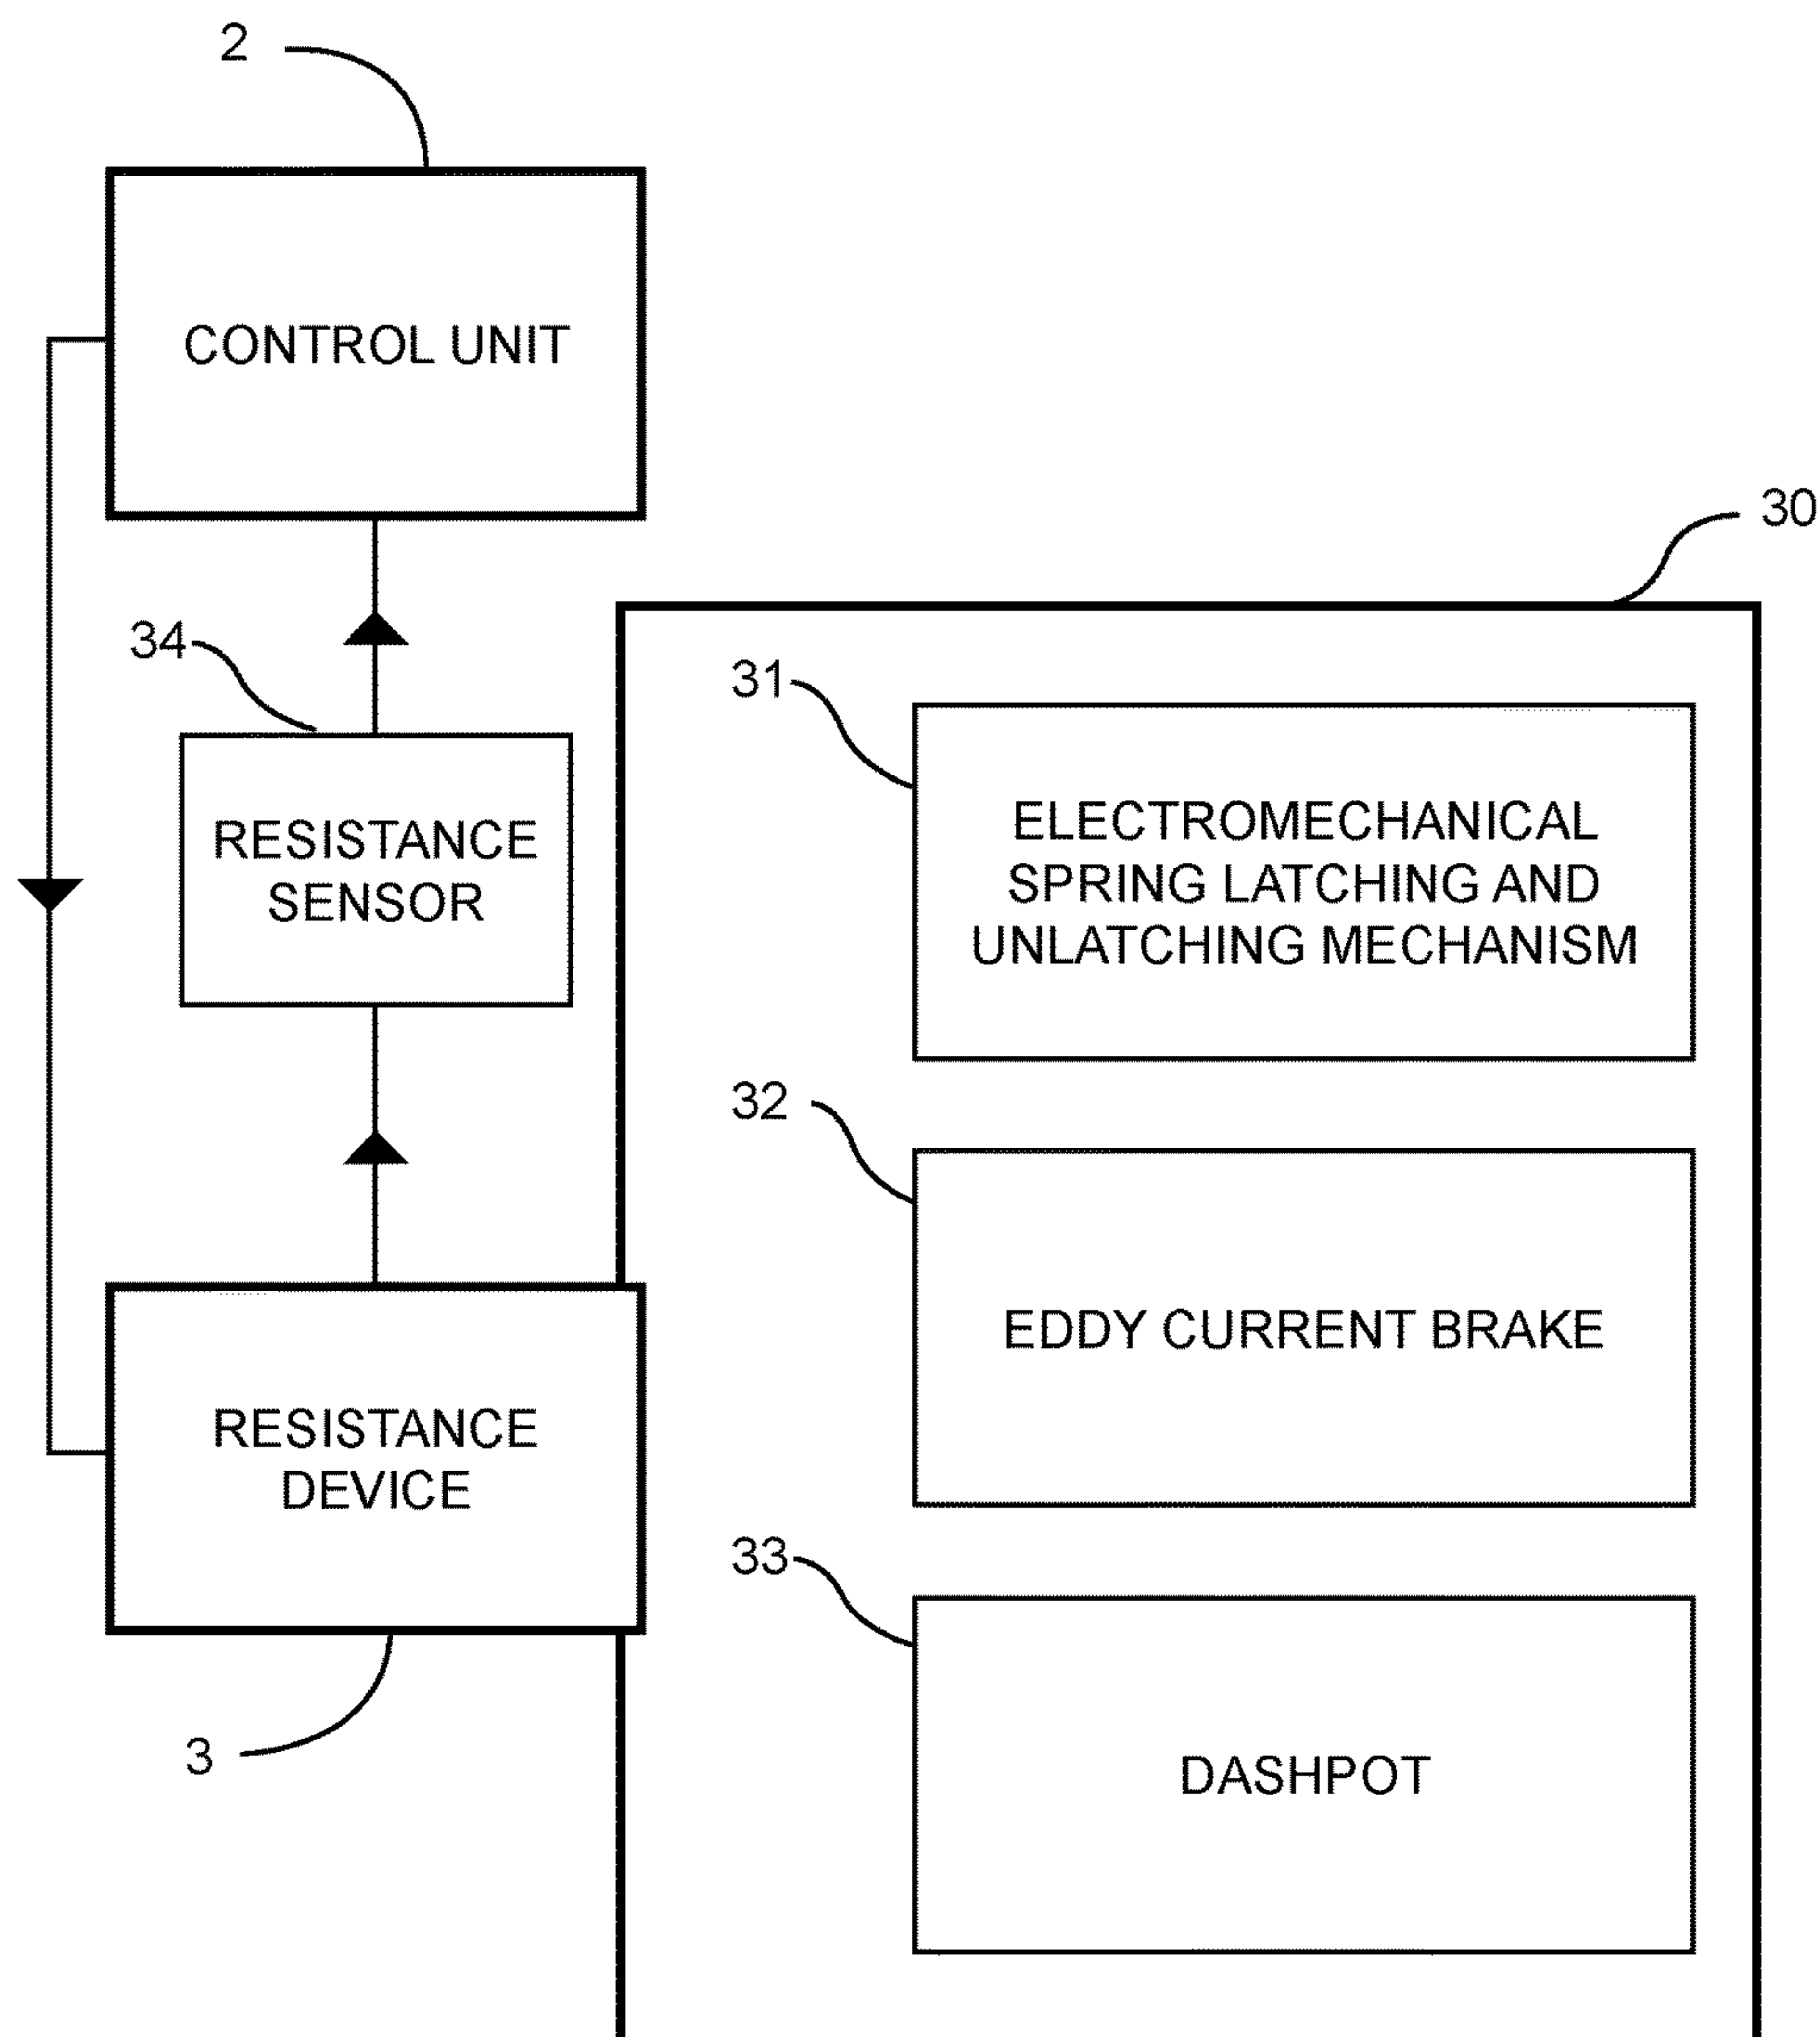 2
CONTROL UNIT
30
34
31
RESISTANCE
SENSOR
ELECTROMECHANICAL
SPRING LATCHING AND
UNLATCHING MECHANISM
32
EDDY CURRENT BRAKE
RESISTANCE
DEVICE
33
3
DASHPOT